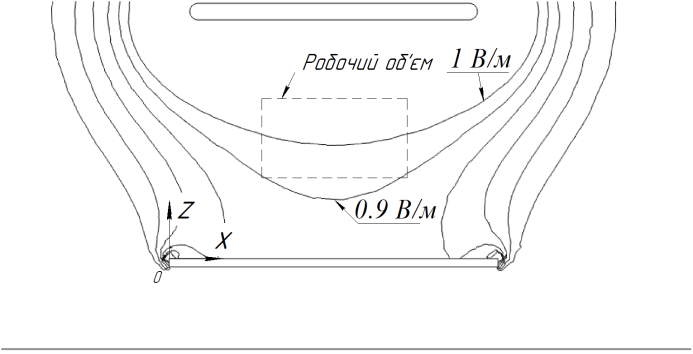 Робочий об'єм
1 В/м
0.9 В/м
Z
X
0